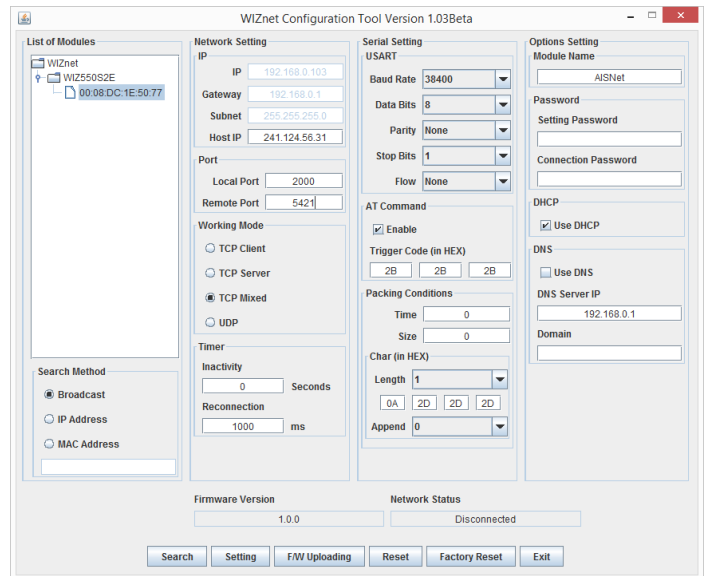 WIZnet Configuration Tool Version 1.03Beta
List of Modules
WIZnet
WIZ550S2E
00:08:DC:1E:50:77
Search Method
Broadcast
IP Address
MAC Address
Network Setting
IP
IP 192.168.0.103
Gateway 192.168.0.1
Subnet 255.255.255.0
Host IP 241.124.56.31
Port
Local Port 2000
Remote Port 5421
Working Mode
TCP Client
TCP Server
TCP Mixed
UDP
Timer
Inactivity
0 Seconds
Reconnection
1000 ms
Serial Setting
USART
Baud Rate 38400
Data Bits 8
Parity None
Stop Bits 1
Flow None
AT Command
Enable
Trigger Code (in HEX)
2B 2B 2B
Packing Conditions
Time 0
Size 0
Char (in HEX)
Length 1
0A 2D 2D 2D
Append 0
Options Setting
Module Name
AISNet
Password
Setting Password
Connection Password
DHCP
Use DHCP
DNS
Use DNS
DNS Server IP
192.168.0.1
Domain
Firmware Version
1.0.0
Network Status
Disconnected
Search Setting F/W Uploading Reset Factory Reset Exit